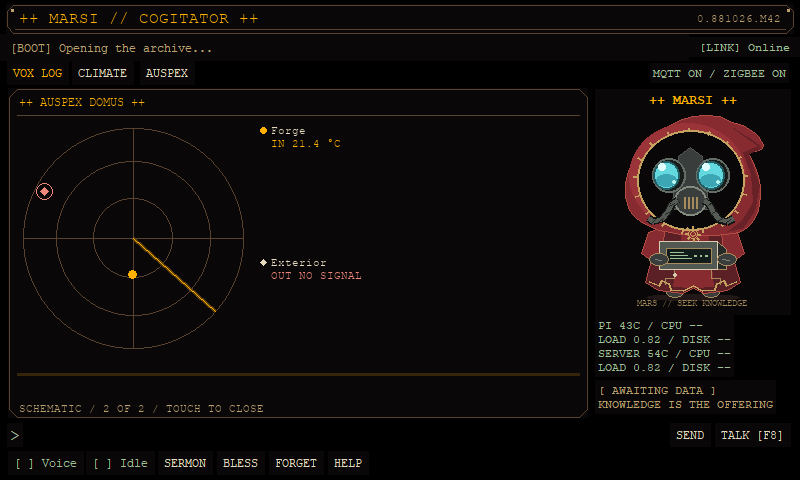 ++ MARSI // COGITATOR ++
0.881026.M42
[BOOT] Opening the archive...
[LINK] Online
VOX LOG CLIMATE AUSPEX
MQTT ON / ZIGBEE ON
++ AUSPEX DOMUS ++
Forge
IN 21.4 °C
Exterior
OUT NO SIGNAL
SCHEMATIC / 2 OF 2 / TOUCH TO CLOSE
++ MARSI ++
MARS // SEEK KNOWLEDGE
PI 43C / CPU --
LOAD 0.82 / DISK --
SERVER 54C / CPU --
LOAD 0.82 / DISK --
[ AWAITING DATA ]
KNOWLEDGE IS THE OFFERING
>
SEND TALK [F8]
[ ] Voice [ ] Idle SERMON BLESS FORGET HELP